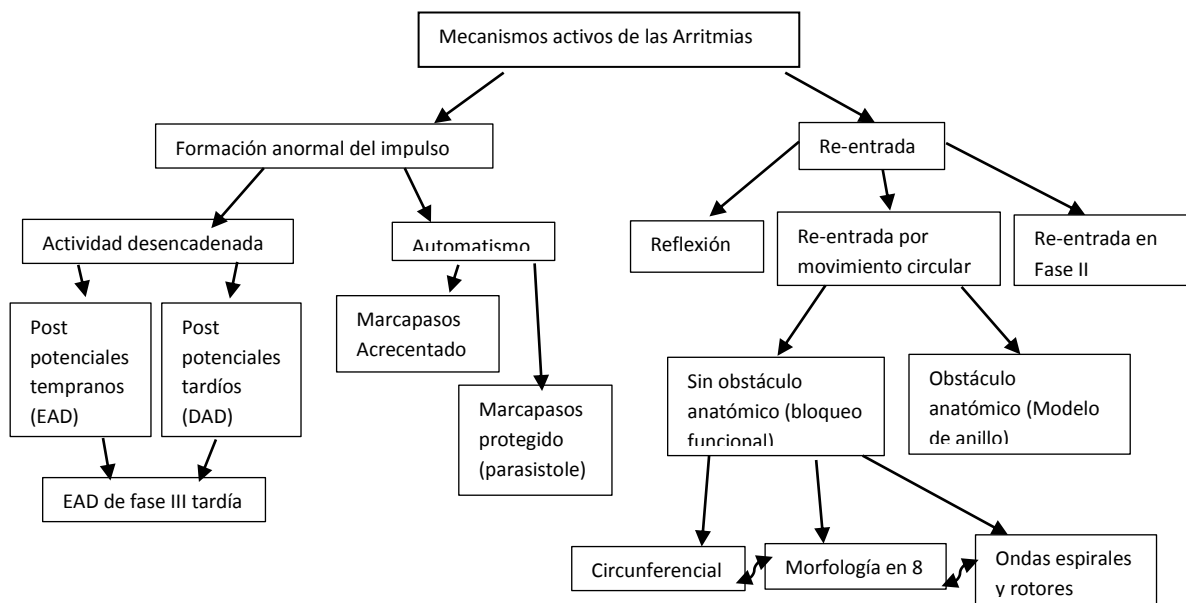 Mecanismos activos de las Arritmias
Formación anormal del impulso
Re-entrada
Actividad desencadenada
Automatismo
Reflexión
Re-entrada por
movimiento circular
Re-entrada en
Fase II
Post
potenciales
tempranos
(EAD)
Post
potenciales
tardíos
(DAD)
Marcapasos
Acrecentado
Marcapasos
protegido
(parasistole)
Sin obstáculo
anatómico (bloqueo
funcional)
Obstáculo
anatómico (Modelo
de anillo)
EAD de fase III tardía
Circunferencial
Morfología en 8
Ondas espirales
y rotores